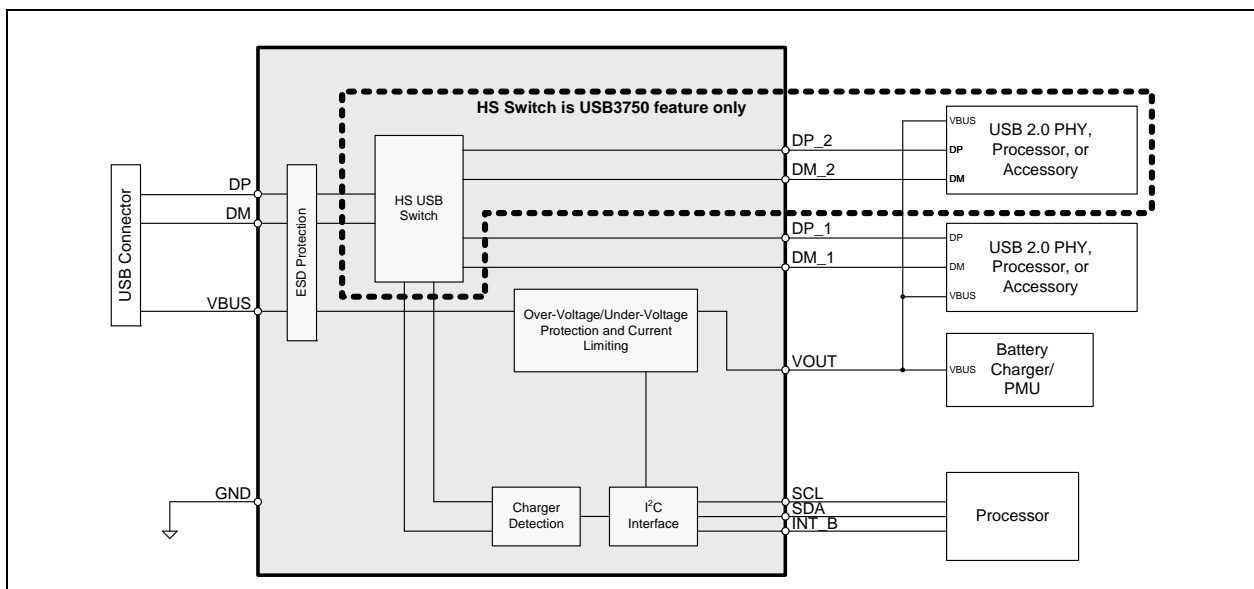 HS Switch is USB3750 feature only
USB Connector
DP
DM
VBUS
GND
ESD Protection
HS USB
Switch
DP_2
DM_2
DP_1
DM_1
VBUS
DP
DM
USB 2.0 PHY,
Processor, or
Accessory
DP
DM
VBUS
USB 2.0 PHY,
Processor, or
Accessory
Over-Voltage/Under-Voltage
Protection and Current
Limiting
VOUT
VBUS
Battery
Charger/
PMU
Charger
Detection
I²C
Interface
SCL
SDA
INT_B
Processor